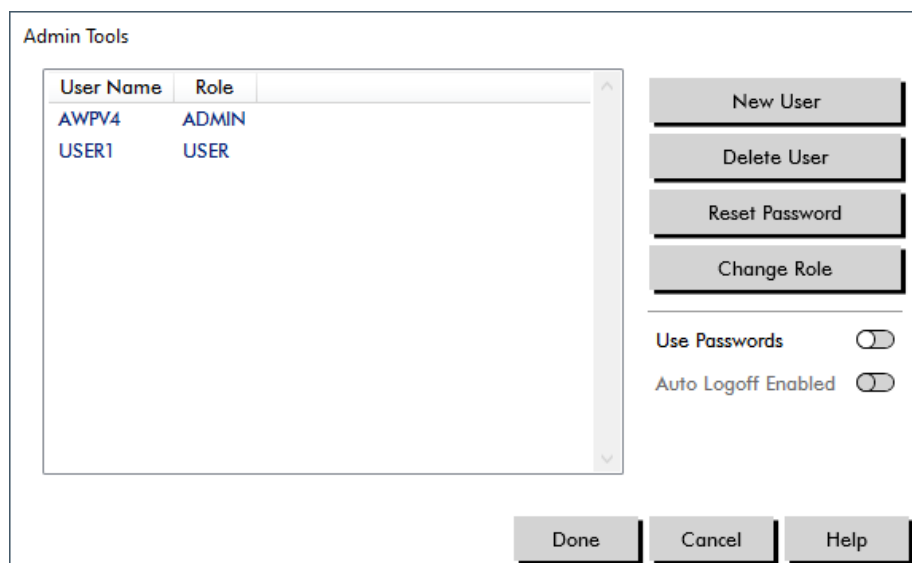 Admin Tools
User Name Role
AWPV4 ADMIN
USER1 USER
New User
Delete User
Reset Password
Change Role
Use Passwords
Auto Logoff Enabled
Done Cancel Help